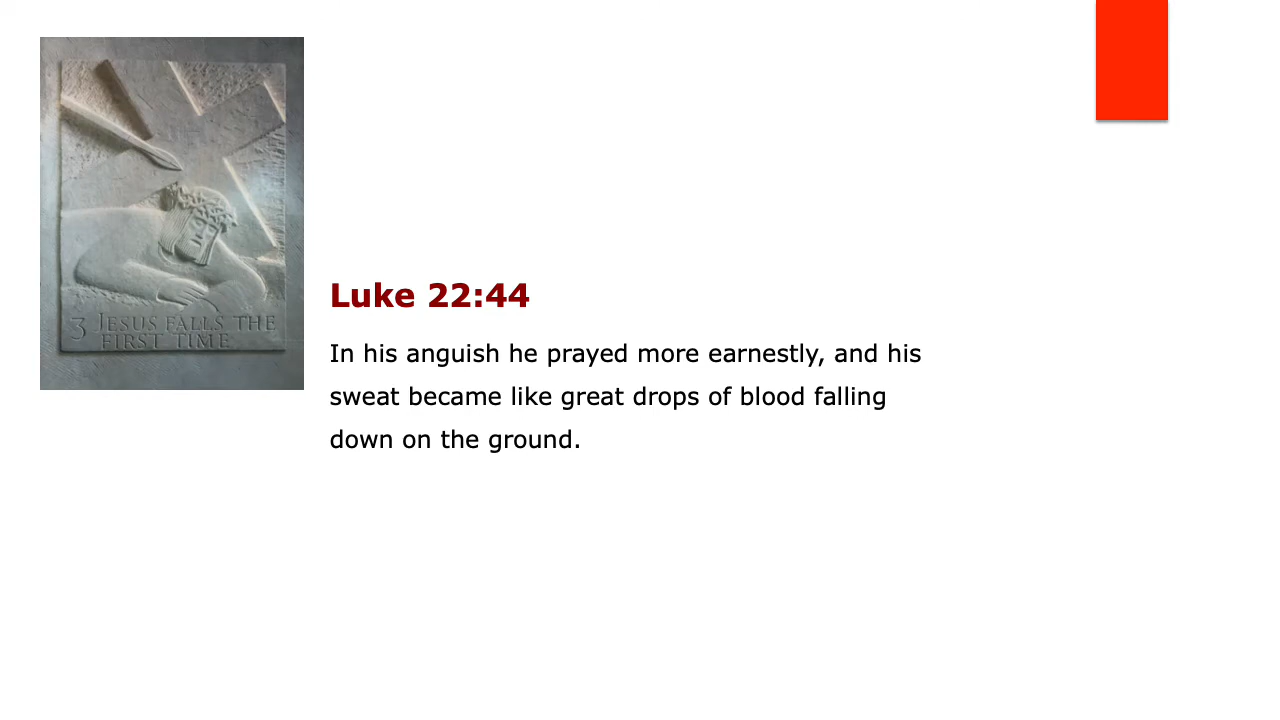 3 JESUS FALLS THE
FIRST TIME
Luke 22:44
In his anguish he prayed more earnestly, and his
sweat became like great drops of blood falling
down on the ground.